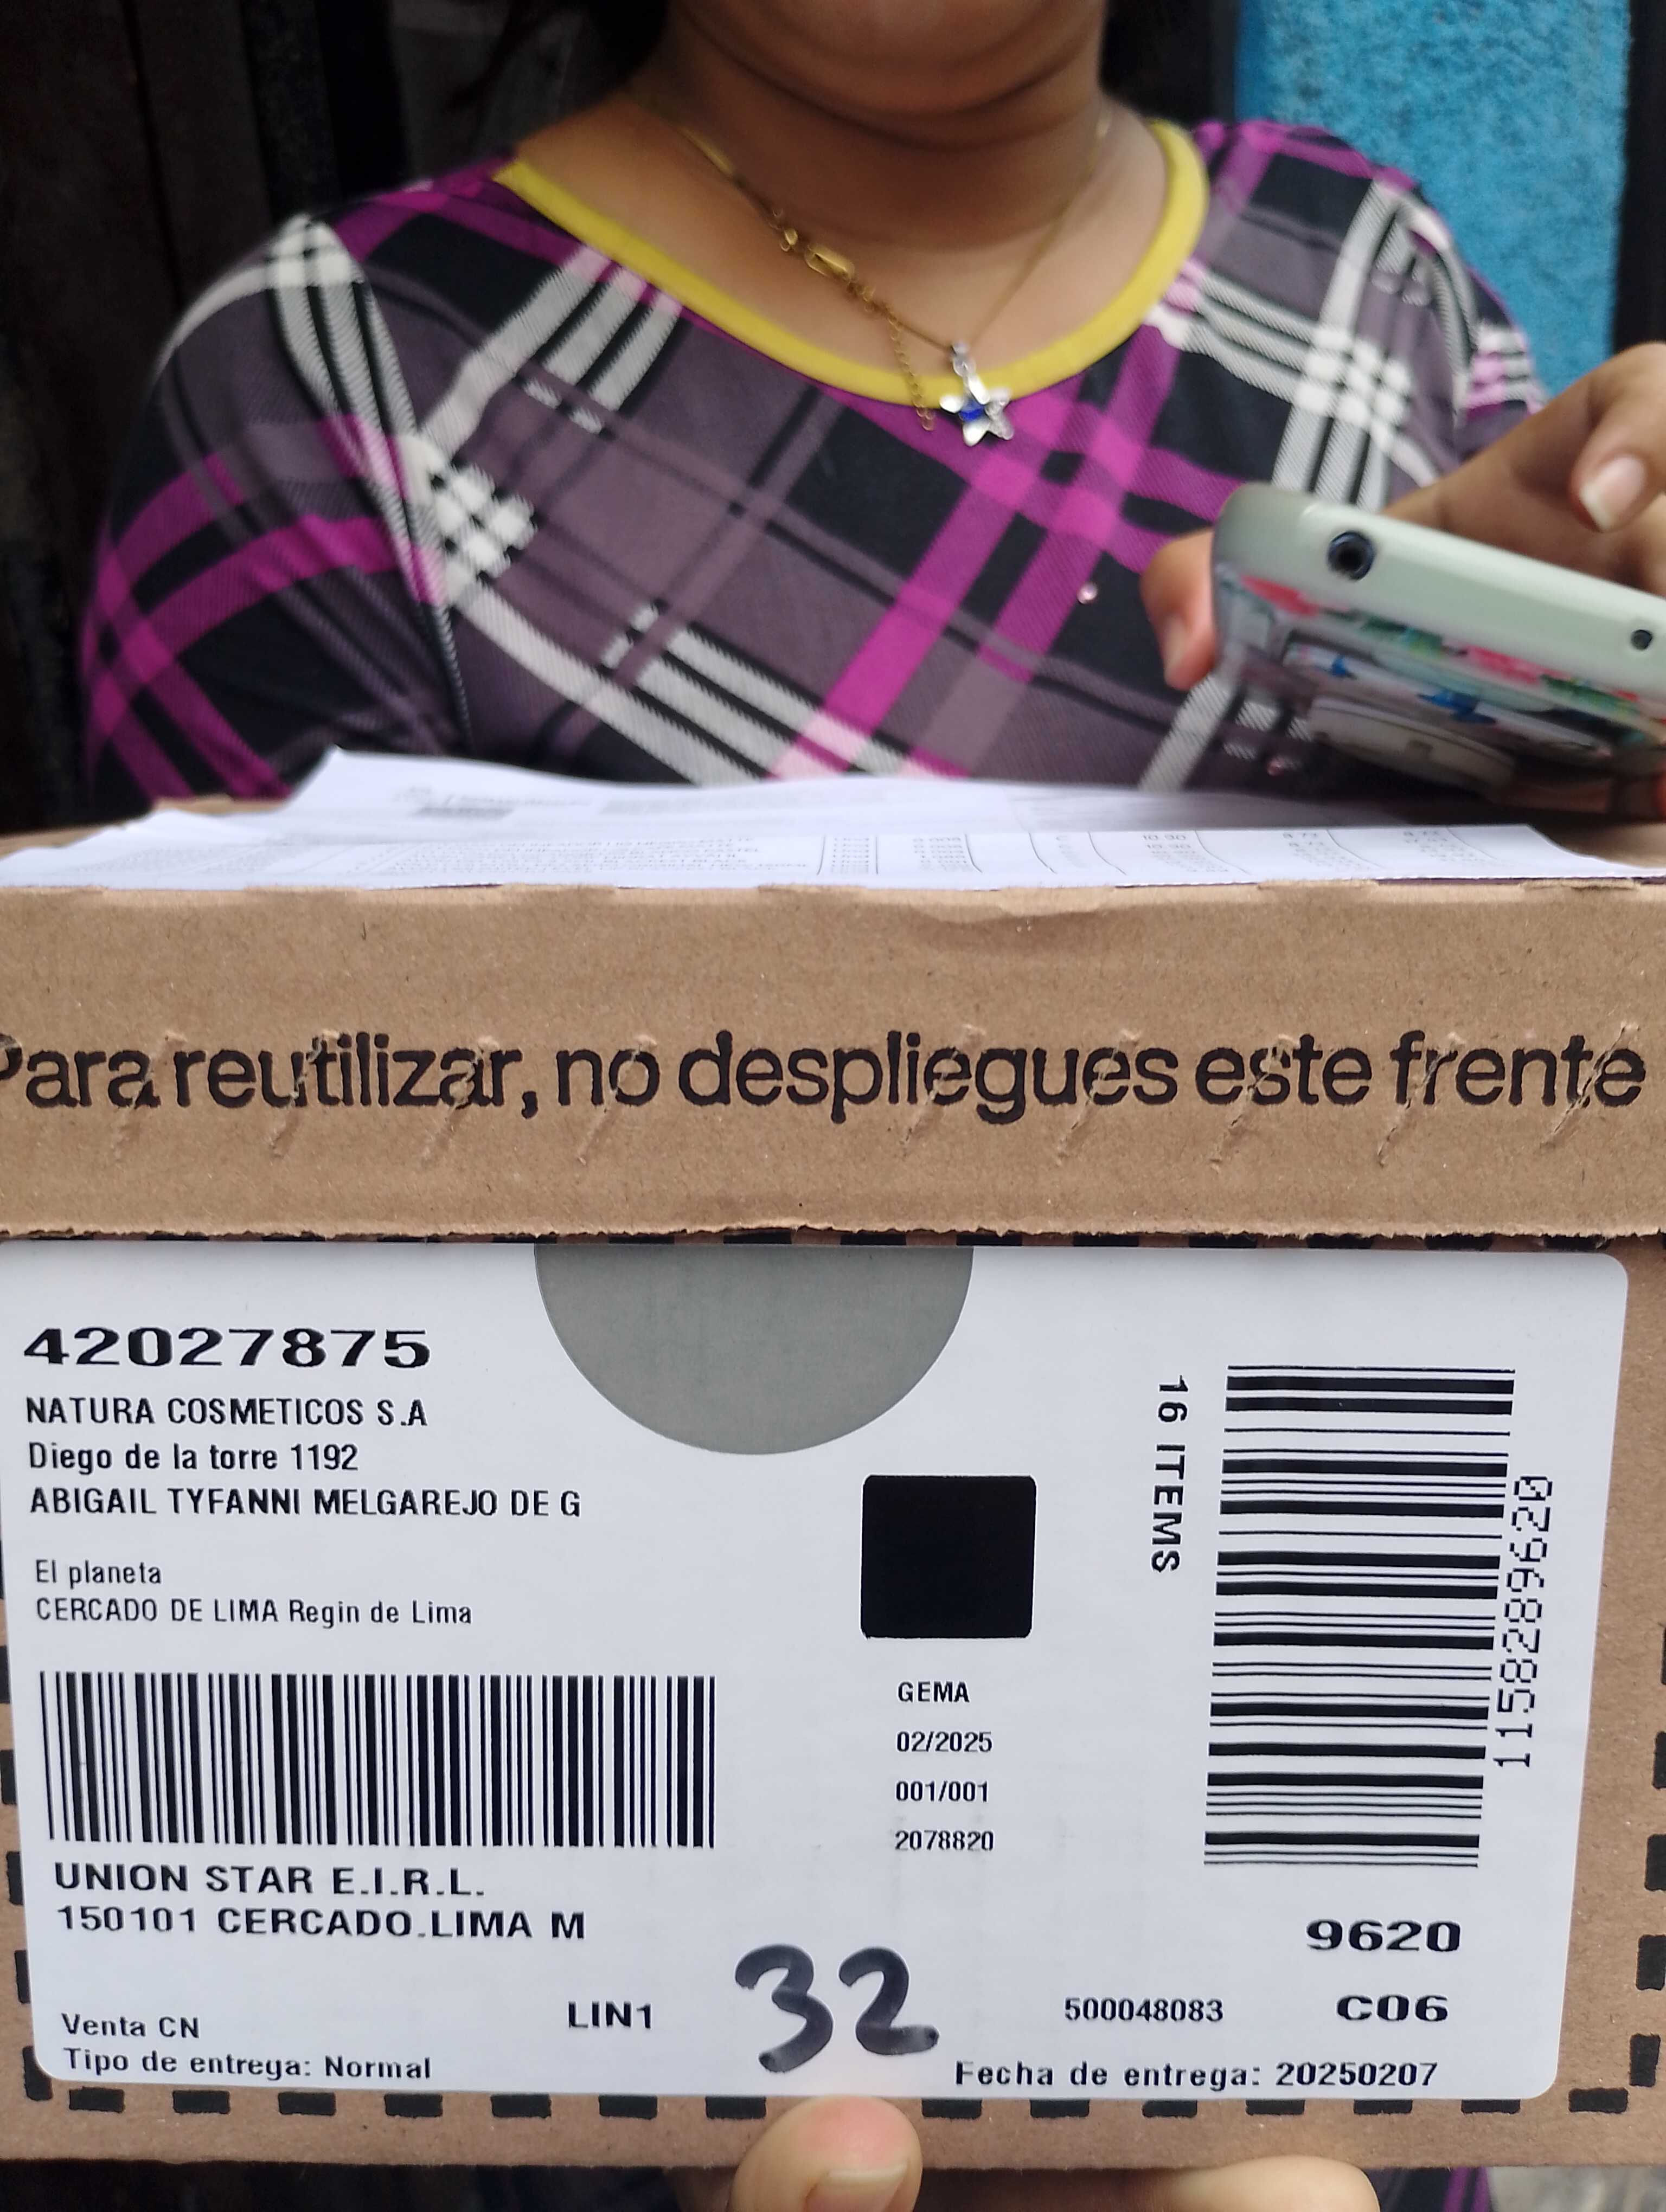 Para reutilizar, no despliegues este frente
42027875
NATURA COSMETICOS S.A
Diego de la torre 1192
ABIGAIL TYFANNI MELGAREJO DE G
El planeta
CERCADO DE LIMA Regin de Lima
UNION STAR E.I.R.L.
150101 CERCADO.LIMA M
Venta CN
Tipo de entrega: Normal
LIN1
32
GEMA
02/2025
001/001
2078820
16 ITEMS
1158289620
9620
500048083
C06
Fecha de entrega: 20250207